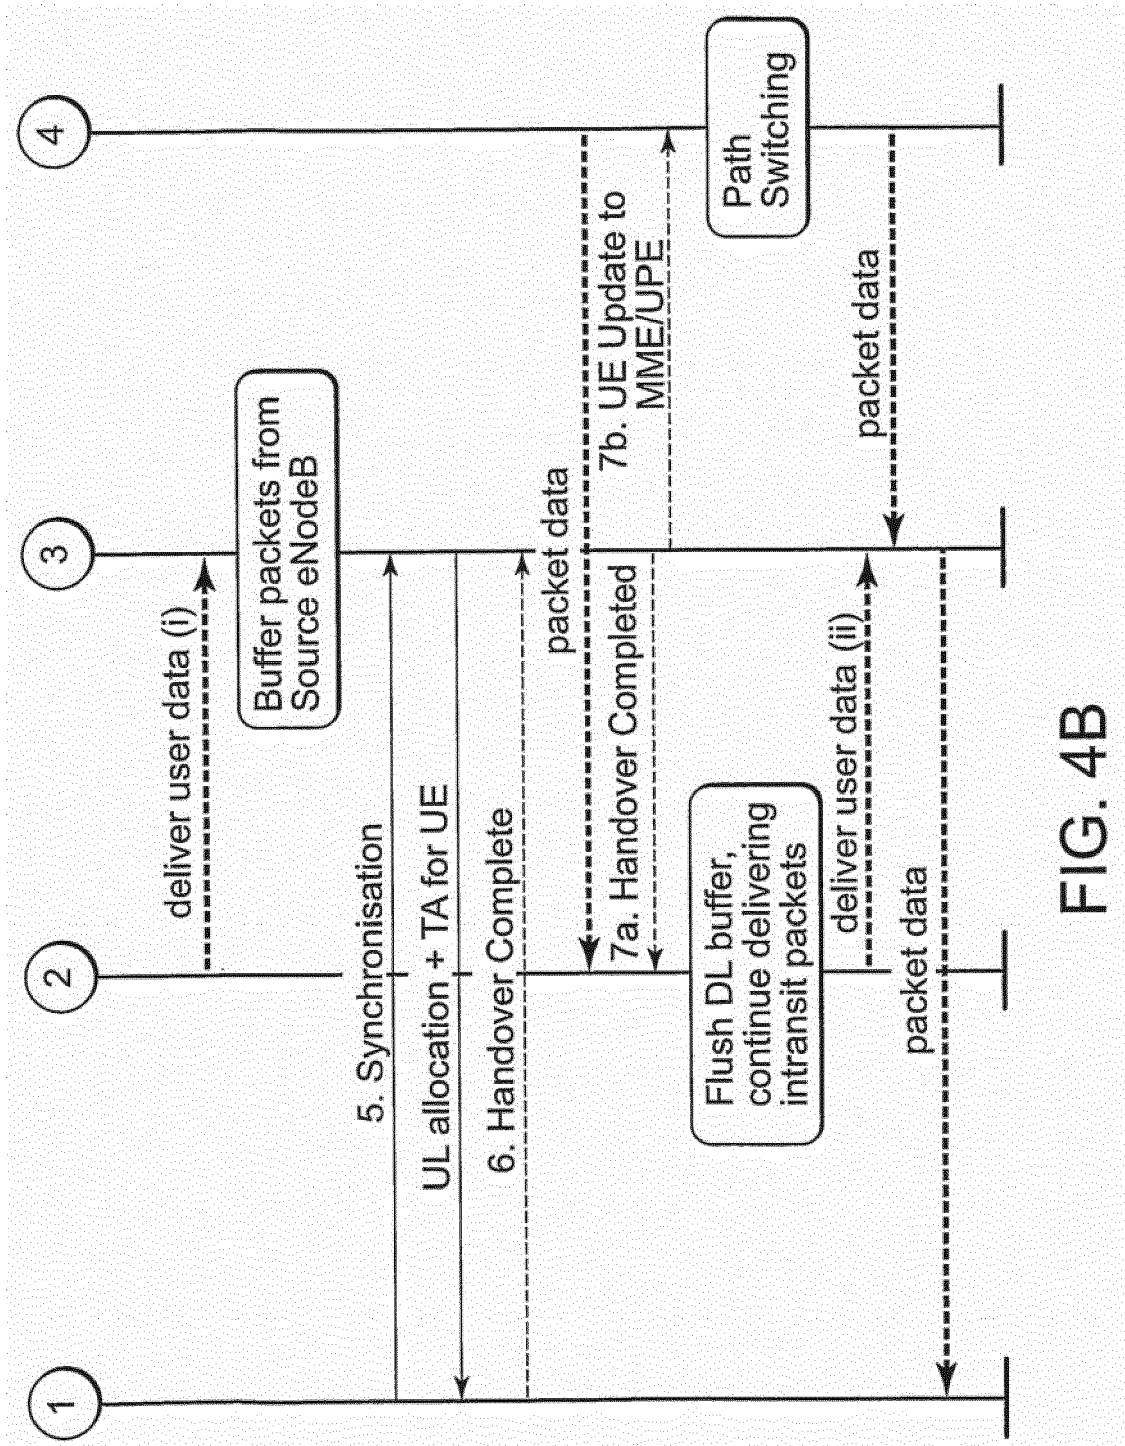 1
2
3
4
deliver user data (i)
Buffer packets from
Source eNodeB
5. Synchronisation
UL allocation + TA for UE
6. Handover Complete
packet data
7a. Handover Completed
7b. UE Update to
MME/UPE
Flush DL buffer,
continue delivering
intransit packets
Path
Switching
deliver user data (ii)
packet data
packet data
FIG. 4B